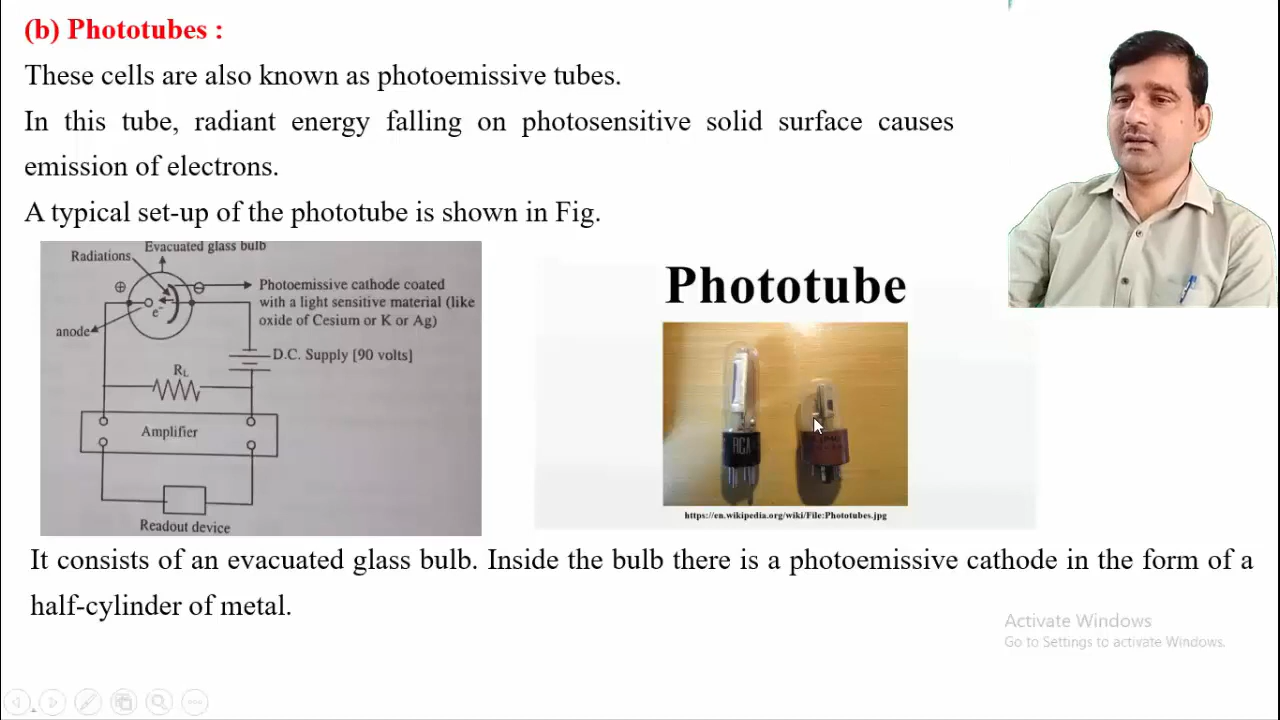 (b) Phototubes :
These cells are also known as photoemissive tubes.
In this tube, radiant energy falling on photosensitive solid surface causes
emission of electrons.
A typical set-up of the phototube is shown in Fig.
Evacuated glass bulb
Radiations
Photoemissive cathode coated
with a light sensitive material (like
oxide of Cesium or K or Ag)
e-
anode
D.C. Supply [90 volts]
RL
Amplifier
Readout device
Phototube
RCA
https://en.wikipedia.org/wiki/File:Phototubes.jpg
It consists of an evacuated glass bulb. Inside the bulb there is a photoemissive cathode in the form of a
half-cylinder of metal.
Activate Windows
Go to Settings to activate Windows.